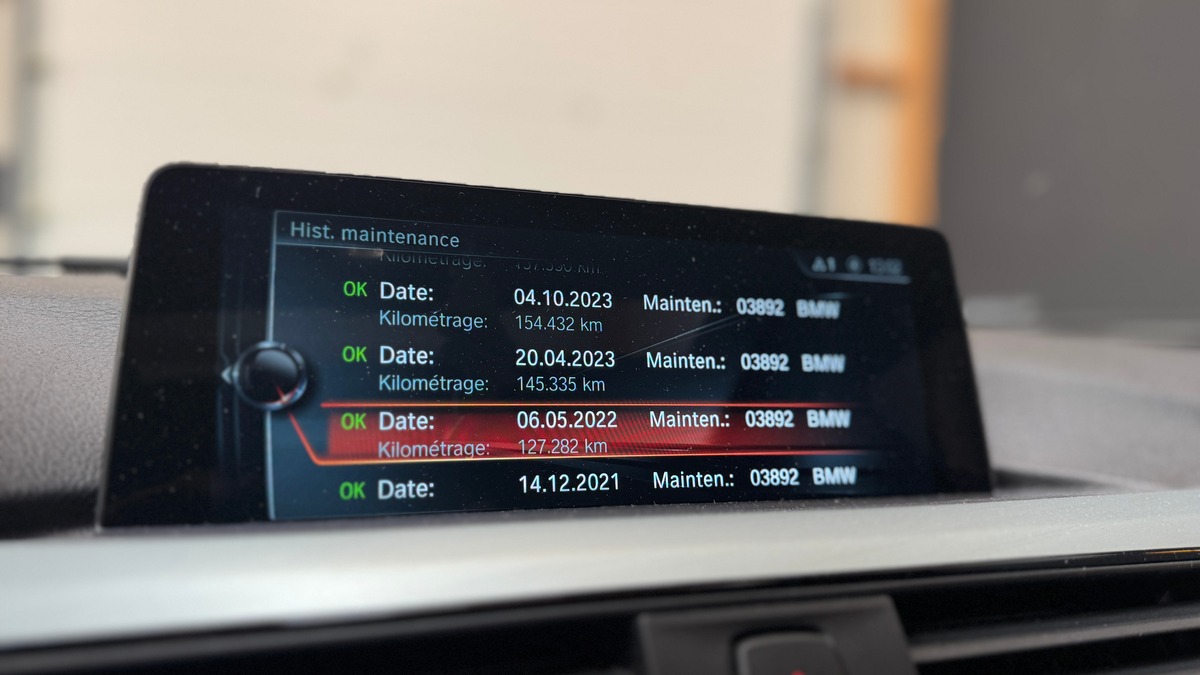 Hist. maintenance
Kilométrage:
OK Date: 04.10.2023 Mainten.: 03892 BMW
Kilométrage: 154.432 km
OK Date: 20.04.2023 Mainten.: 03892 BMW
Kilométrage: 145.335 km
OK Date: 06.05.2022 Mainten.: 03892 BMW
Kilométrage: 127.282 km
OK Date: 14.12.2021 Mainten.: 03892 BMW